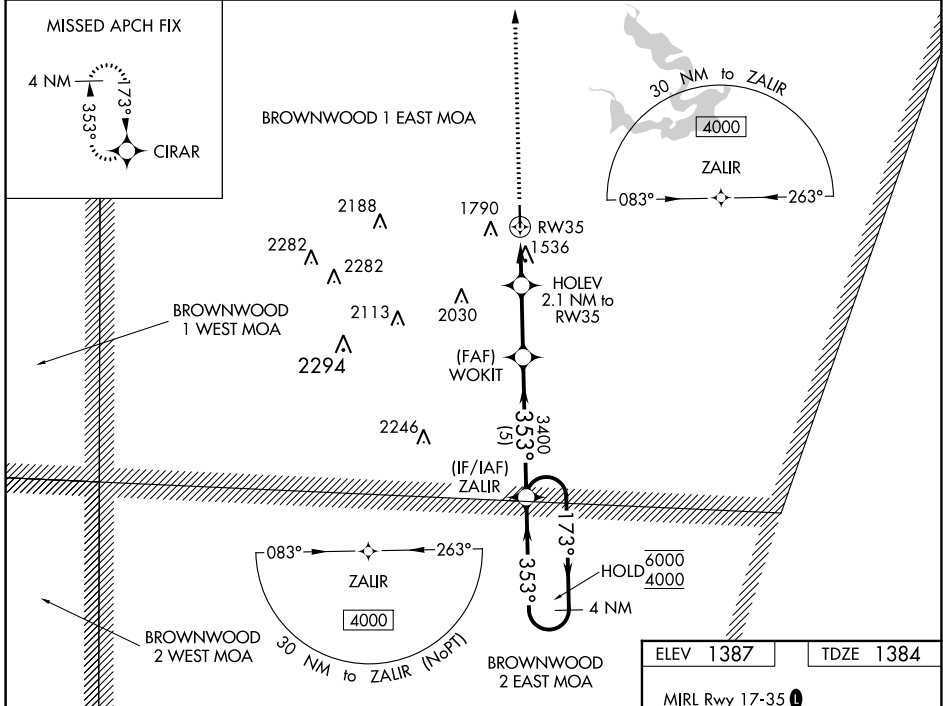 MISSED APCH FIX
4 NM
173°
353°
CIRAR
BROWNWOOD 1 EAST MOA
30 NM to ZALIR
4000
ZALIR
083°
263°
2188
1790
RW35
1536
2282
2282
HOLEV
2.1 NM to
RW35
BROWNWOOD
1 WEST MOA
2113
2030
2294
(FAF)
WOKIT
2246
3400
353°
(5)
(IF/IAF)
ZALIR
173°
353°
HOLD
6000
4000
4 NM
083°
263°
ZALIR
4000
30 NM to ZALIR (NoPT)
BROWNWOOD
2 WEST MOA
BROWNWOOD
2 EAST MOA
ELEV 1387
TDZE 1384
MIRL Rwy 17-35 L